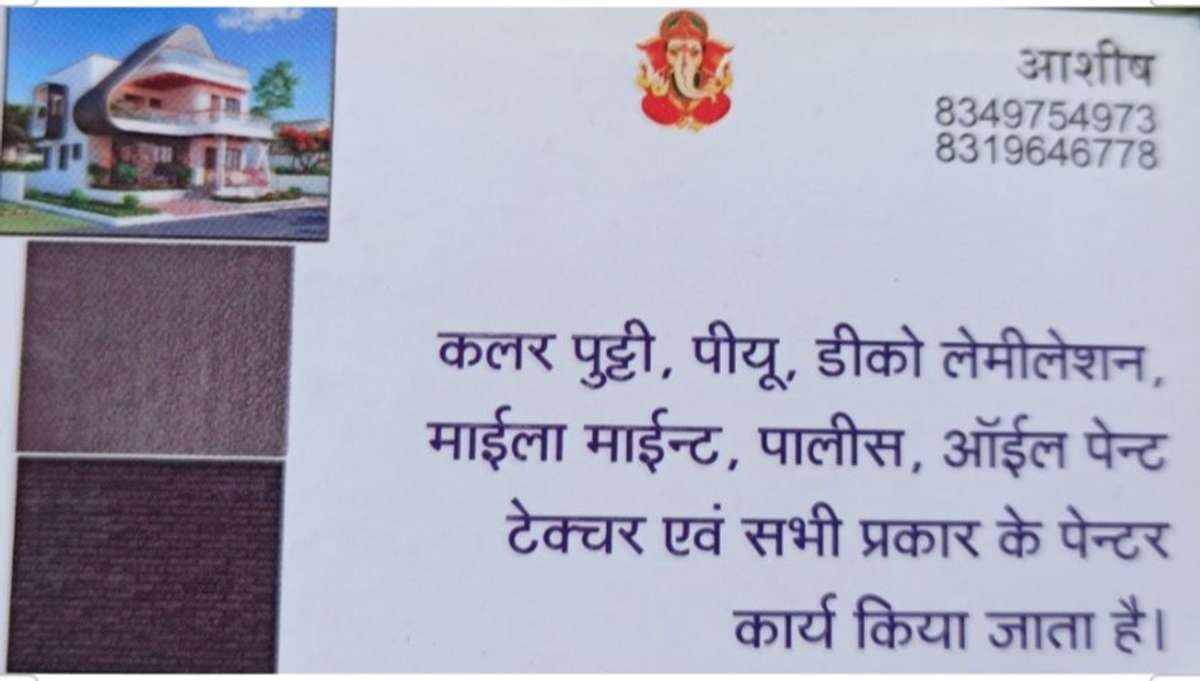 आशीष
8349754973
8319646778
कलर पुट्टी, पीयू, डीको लेमीलेशन,
माईला माईन्ट, पालीस, ऑईल पेन्ट
टेक्चर एवं सभी प्रकार के पेन्टर
कार्य किया जाता है।